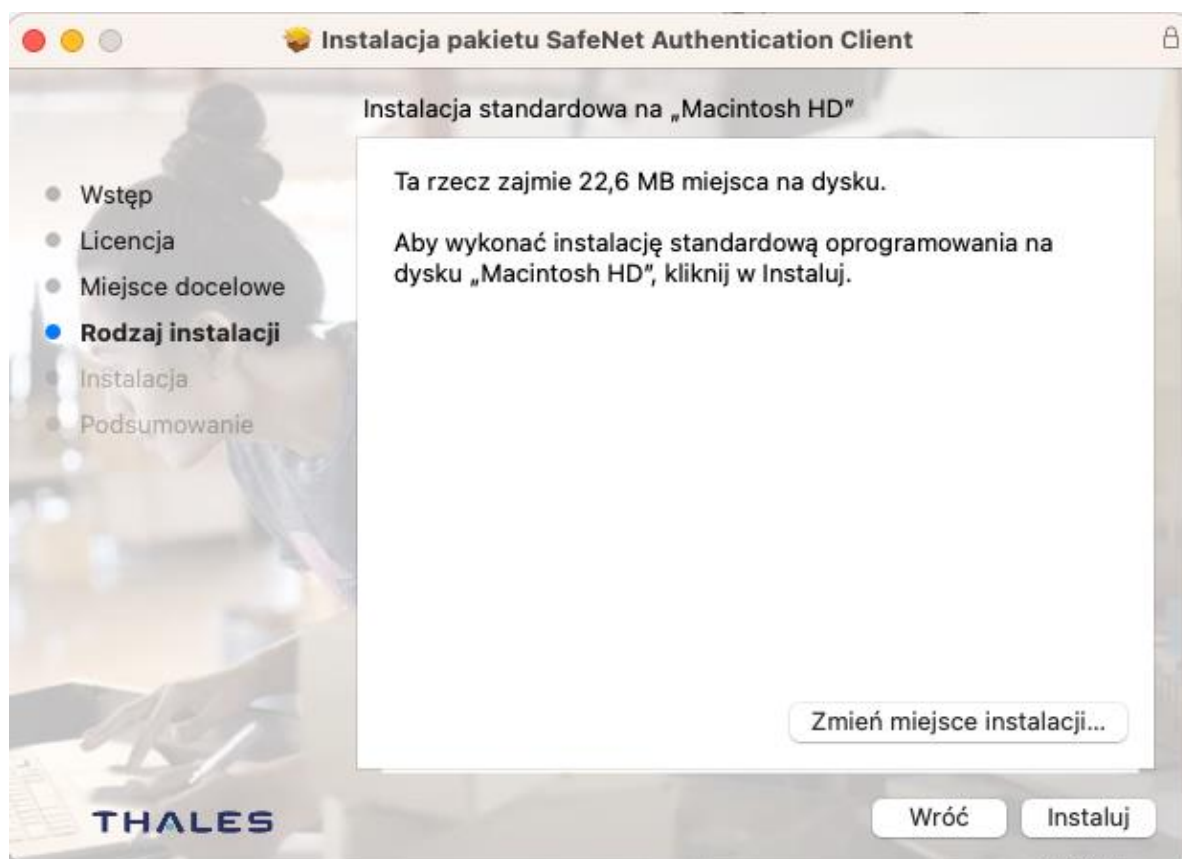 Instalacja pakietu SafeNet Authentication Client
Instalacja standardowa na „Macintosh HD”
Wstęp
Licencja
Miejsce docelowe
Rodzaj instalacji
Instalacja
Podsumowanie
Ta rzecz zajmie 22,6 MB miejsca na dysku.
Aby wykonać instalację standardową oprogramowania na
dysku „Macintosh HD”, kliknij w Instaluj.
Zmień miejsce instalacji...
THALES
Wróć
Instaluj